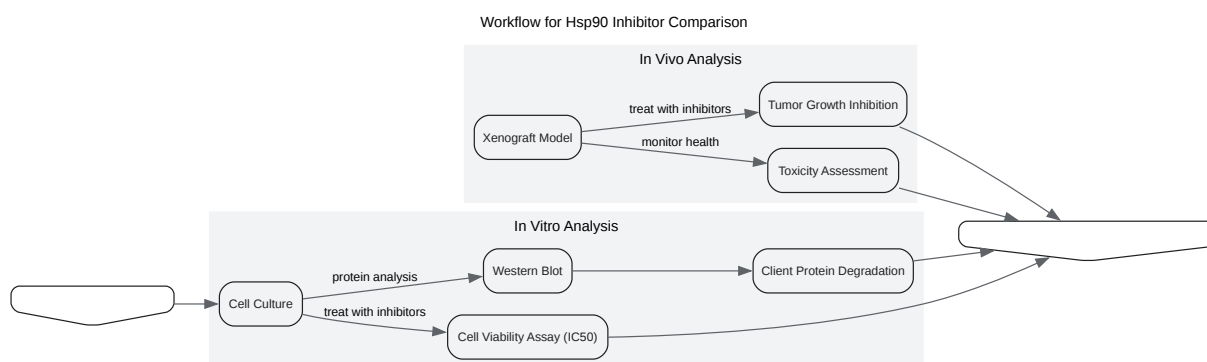 Workflow for Hsp90 Inhibitor Comparison
In Vivo Analysis
Xenograft Model
treat with inhibitors
monitor health
Tumor Growth Inhibition
Toxicity Assessment
In Vitro Analysis
Cell Culture
protein analysis
treat with inhibitors
Western Blot
Cell Viability Assay (IC50)
Client Protein Degradation